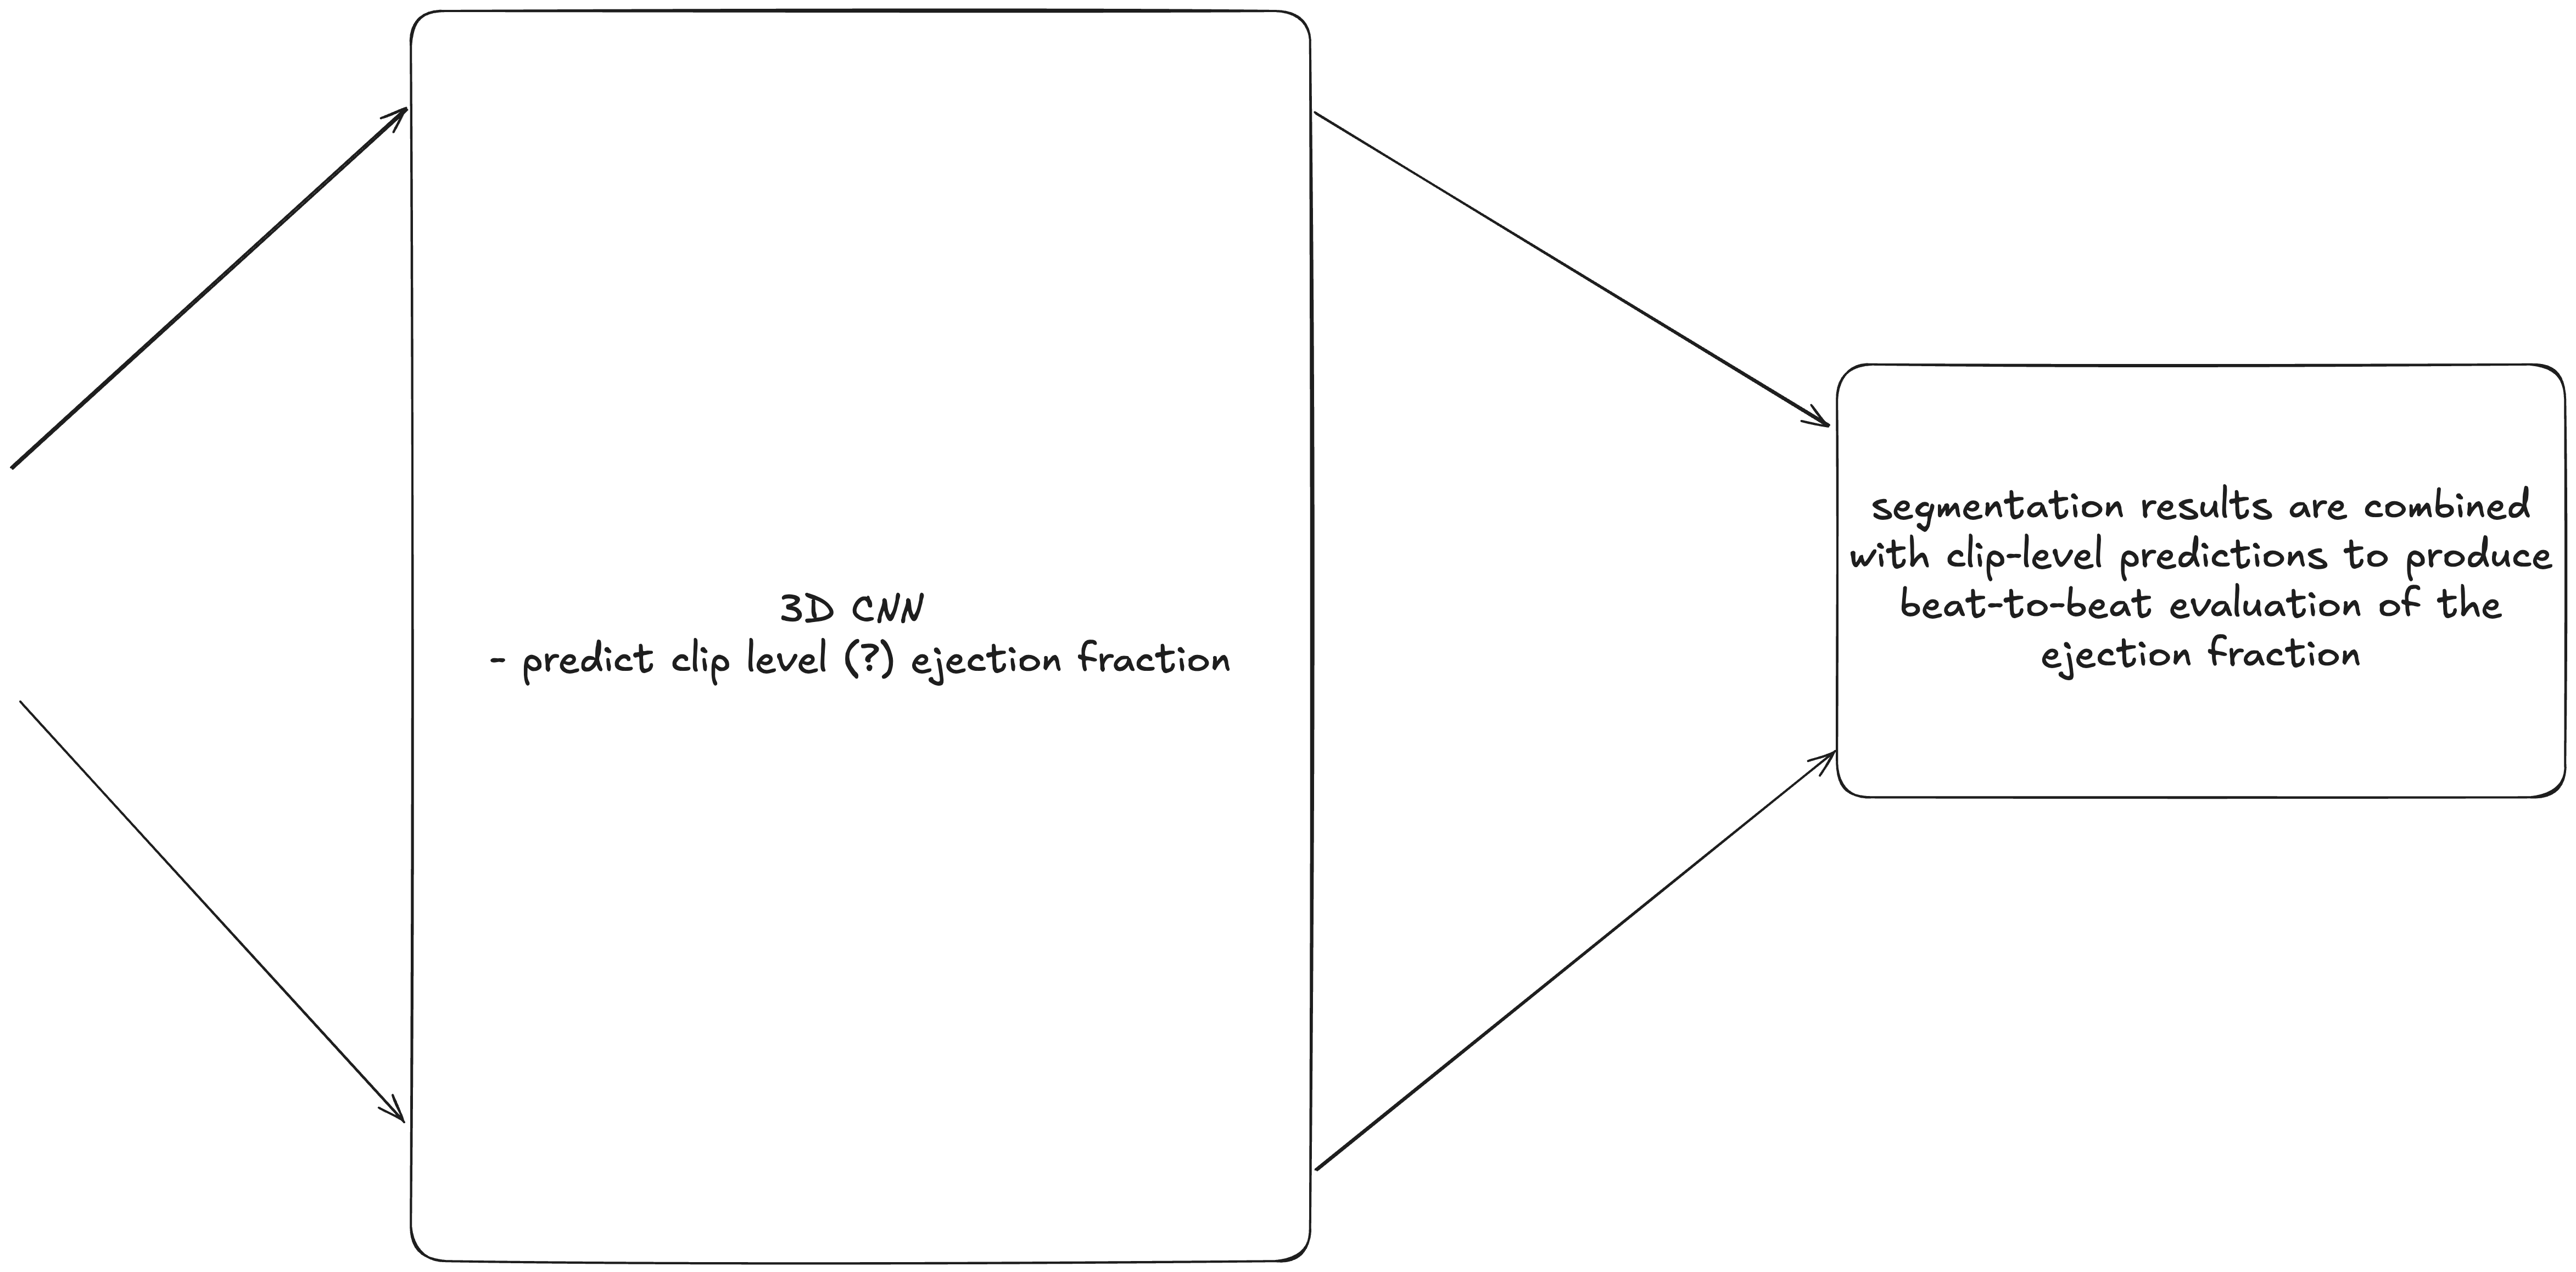 3D CNN
- predict clip level (?) ejection fraction
segmentation results are combined
with clip-level predictions to produce
beat-to-beat evaluation of the
ejection fraction